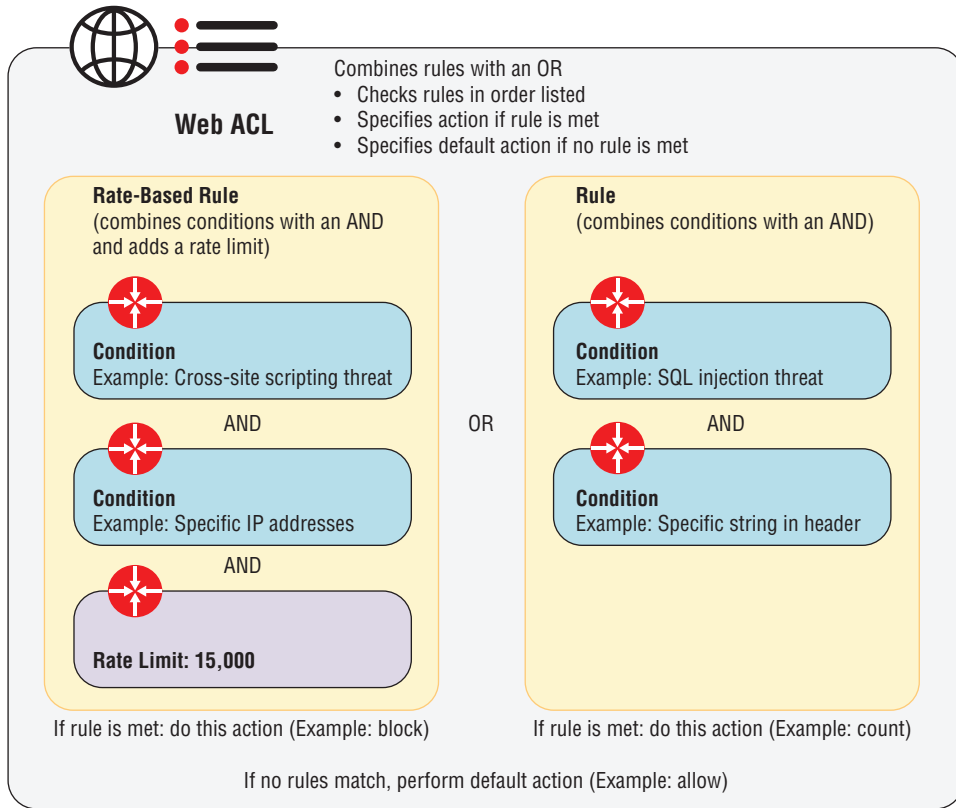 Web ACL
Combines rules with an OR
• Checks rules in order listed
• Specifies action if rule is met
• Specifies default action if no rule is met
Rate-Based Rule
(combines conditions with an AND
and adds a rate limit)
Condition
Example: Cross-site scripting threat
AND
Condition
Example: Specific IP addresses
AND
Rate Limit: 15,000
If rule is met: do this action (Example: block)
OR
Rule
(combines conditions with an AND)
Condition
Example: SQL injection threat
AND
Condition
Example: Specific string in header
If rule is met: do this action (Example: count)
If no rules match, perform default action (Example: allow)